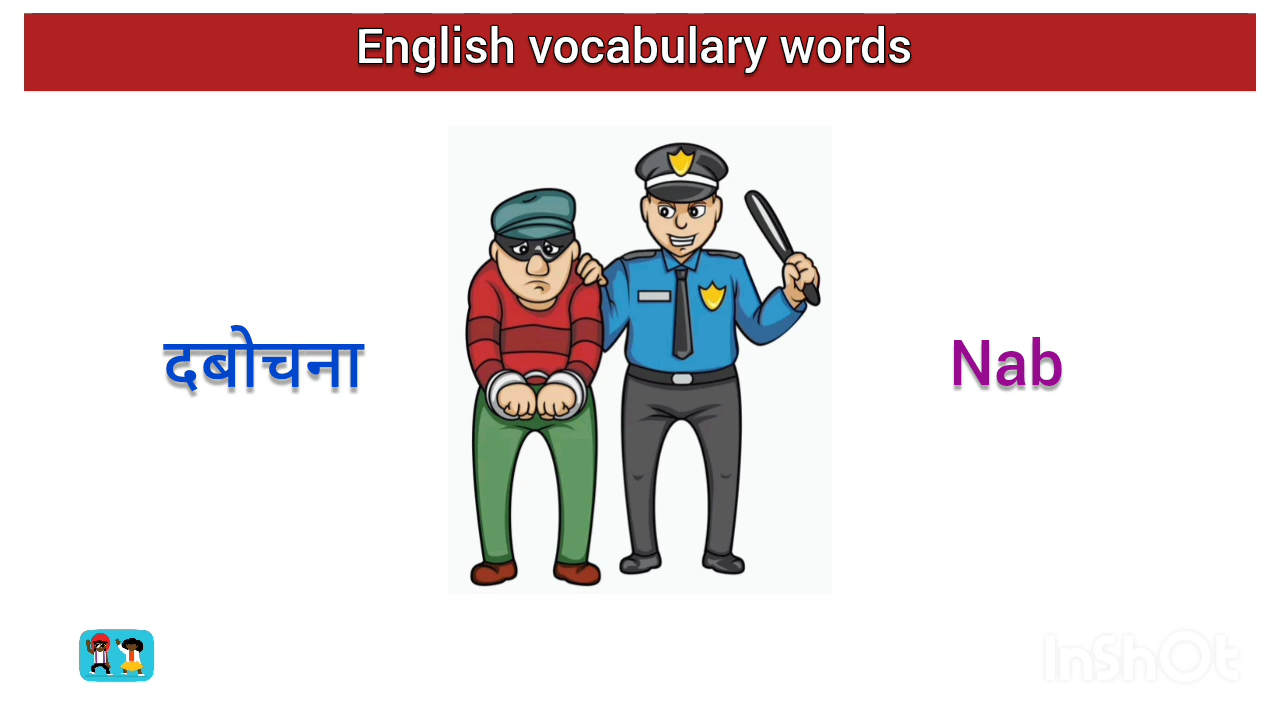 English vocabulary words
दबोचना
Nab
InShOt